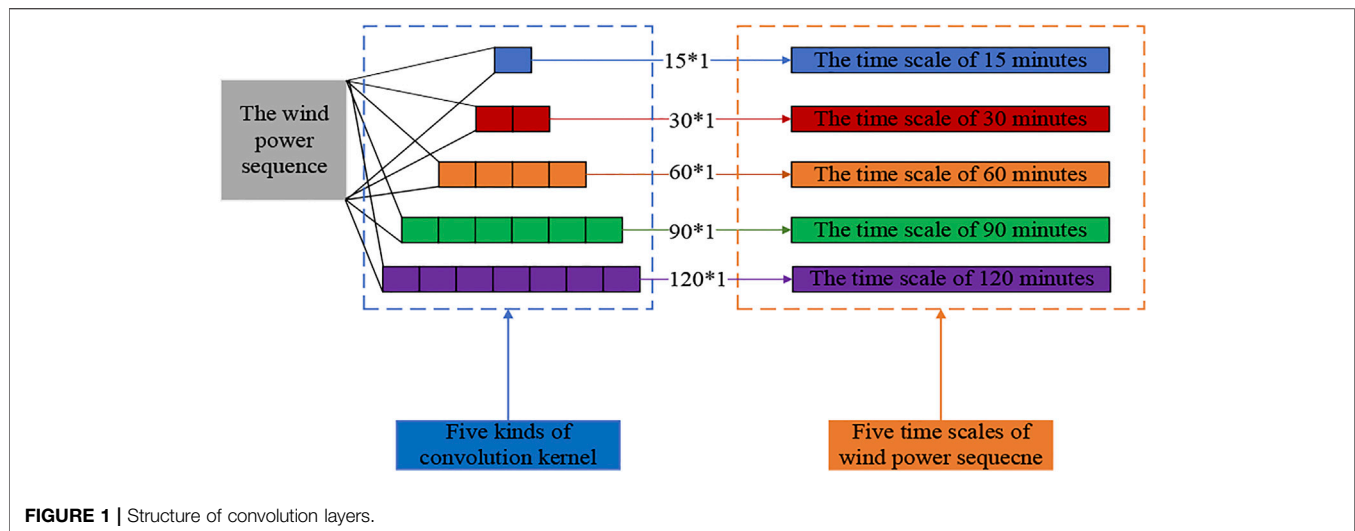 The wind
power
sequence
15*1
The time scale of 15 minutes
30*1
The time scale of 30 minutes
60*1
The time scale of 60 minutes
90*1
The time scale of 90 minutes
120*1
The time scale of 120 minutes
Five kinds of
convolution kernel
Five time scales of
wind power sequecne
FIGURE 1 | Structure of convolution layers.